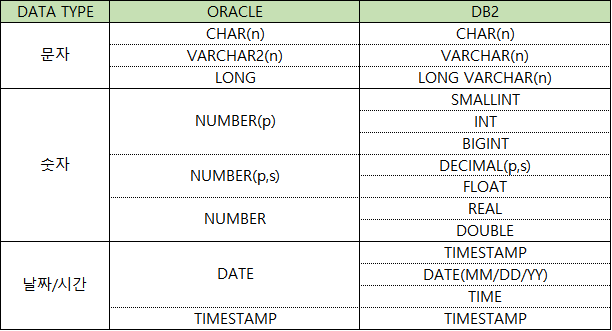 DATA TYPE ORACLE DB2
문자 CHAR(n) CHAR(n)
VARCHAR2(n) VARCHAR(n)
LONG LONG VARCHAR(n)
숫자 NUMBER(p) SMALLINT
INT
BIGINT
NUMBER(p,s) DECIMAL(p,s)
FLOAT
NUMBER REAL
DOUBLE
날짜/시간 DATE TIMESTAMP
DATE(MM/DD/YY)
TIME
TIMESTAMP TIMESTAMP